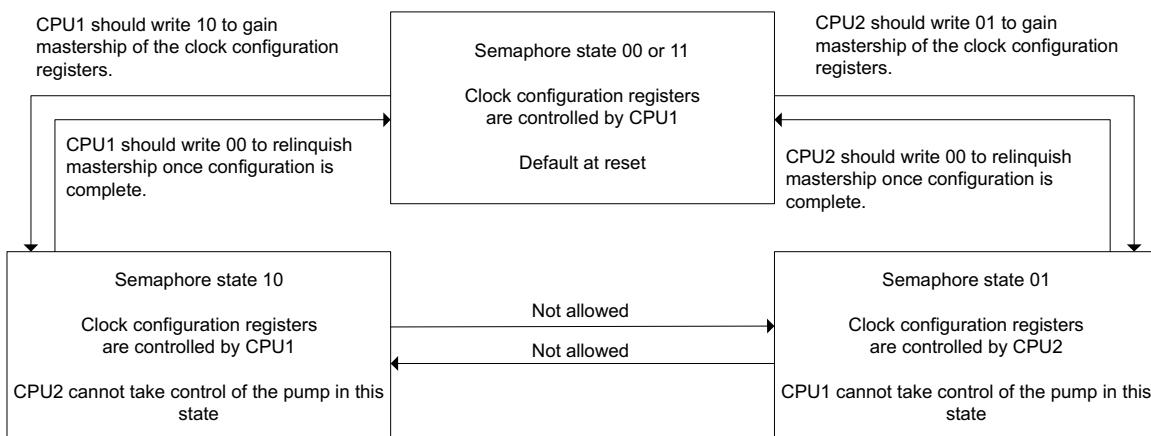 CPU1 should write 10 to gain
mastership of the clock configuration
registers.
Semaphore state 00 or 11
Clock configuration registers
are controlled by CPU1
Default at reset
CPU2 should write 01 to gain
mastership of the clock configuration
registers.
CPU1 should write 00 to relinquish
mastership once configuration is
complete.
CPU2 should write 00 to relinquish
mastership once configuration is
complete.
Semaphore state 10
Clock configuration registers
are controlled by CPU1
CPU2 cannot take control of the pump in this
state
Not allowed
Not allowed
Semaphore state 01
Clock configuration registers
are controlled by CPU2
CPU1 cannot take control of the pump in this
state